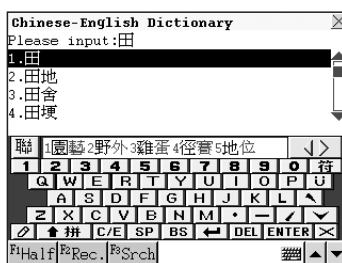 Chinese-English Dictionary
Please input:田
1.田
2.田地
3.田舍
4.田埂
聯 1園藝2野外3雞蛋4徑賽5地位
1 2 3 4 5 6 7 8 9 0 符
Q W E R T Y U I O P Ü
A S D F G H J K L
Z X C V B N M · —
拼 C/E SP BS DEL ENTER
F1Half F2Rec. F3Srch